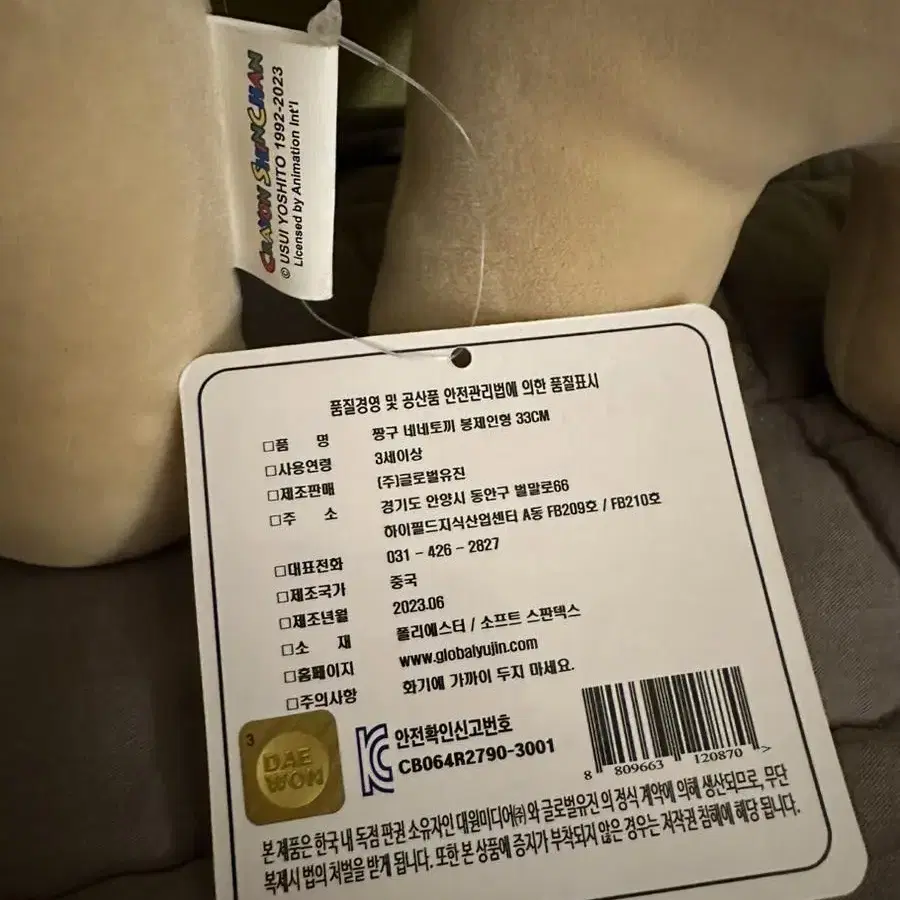 CRAYON SHINCHAN
© USUI YOSHITO 1992-2023
Licensed by Animation Int'l
품질경영 및 공산품 안전관리법에 의한 품질표시
□품 명 짱구 네네토끼 봉제인형 33CM
□사용연령 3세이상
□제조판매 (주)글로벌유진
□주 소 경기도 안양시 동안구 벌말로66
하이필드지식산업센터 A동 FB209호 / FB210호
□대표전화 031 - 426 - 2827
□제조국가 중국
□제조년월 2023.06
□소 재 폴리에스터 / 소프트 스판덱스
□홈페이지 www.globalyujin.com
□주의사항 화기에 가까이 두지 마세요.
3
DAE
WON
KC 안전확인신고번호
CB064R2790-3001
8 809663 120870 >
본 제품은 한국 내 독점 판권 소유자인 대원미디어㈜와 글로벌유진의 정식 계약에 의해 생산되므로, 무단
복제시 법의 처벌을 받게 됩니다. 또한 본 상품에 증지가 부착되지 않은 경우는 저작권 침해에 해당 됩니다.